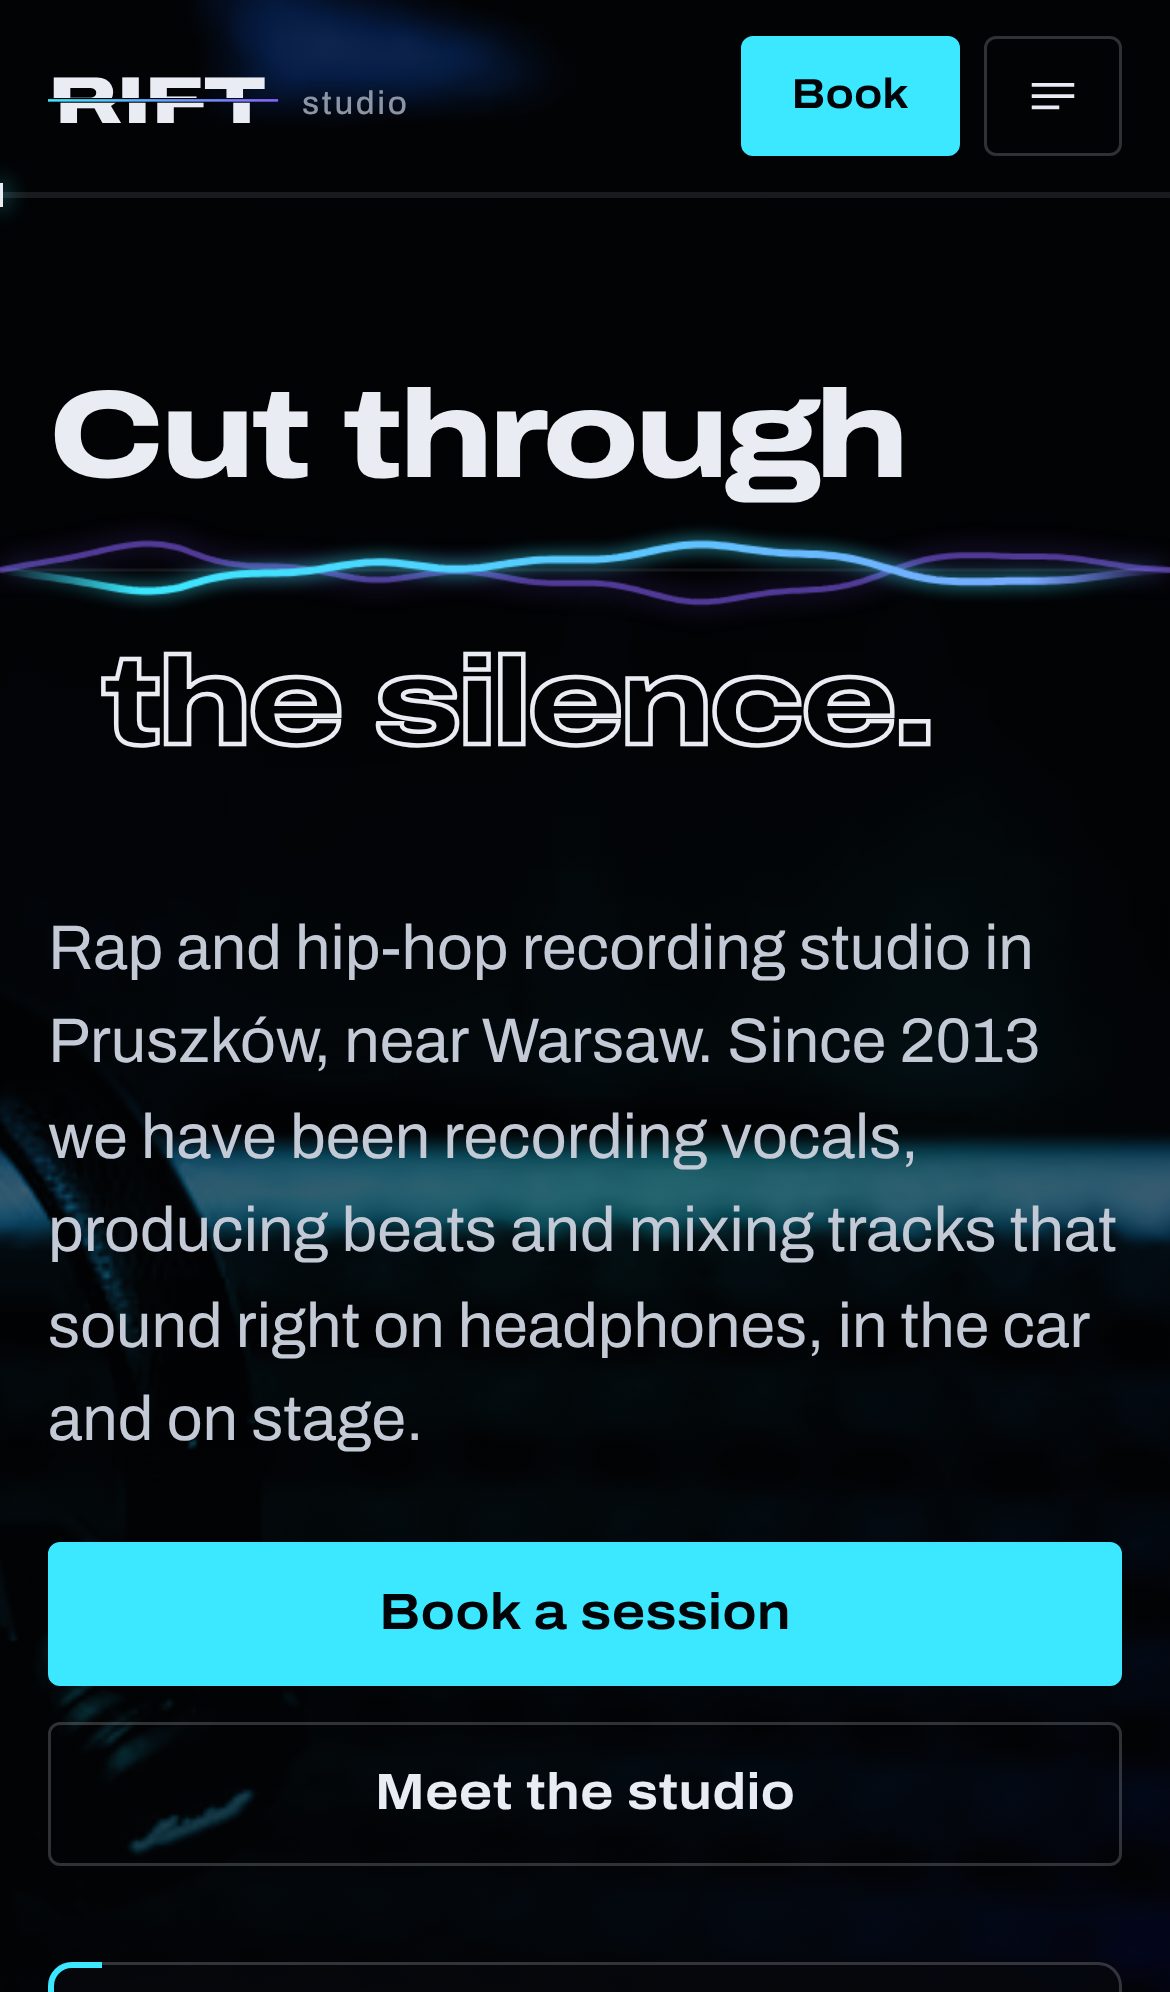 RIFT studio
Book
Cut through
the silence.
Rap and hip-hop recording studio in
Pruszków, near Warsaw. Since 2013
we have been recording vocals,
producing beats and mixing tracks that
sound right on headphones, in the car
and on stage.
Book a session
Meet the studio